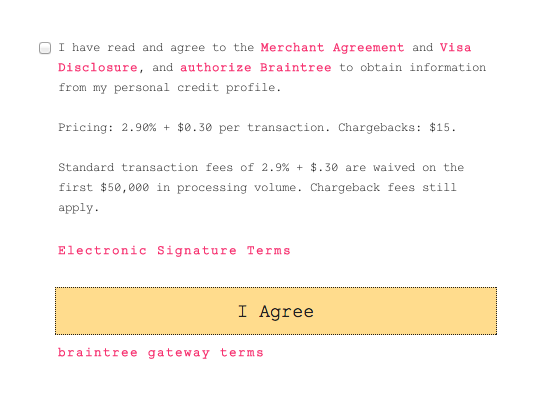 I have read and agree to the Merchant Agreement and Visa
Disclosure, and authorize Braintree to obtain information
from my personal credit profile.
Pricing: 2.90% + $0.30 per transaction. Chargebacks: $15.
Standard transaction fees of 2.9% + $.30 are waived on the
first $50,000 in processing volume. Chargeback fees still
apply.
Electronic Signature Terms
I Agree
braintree gateway terms